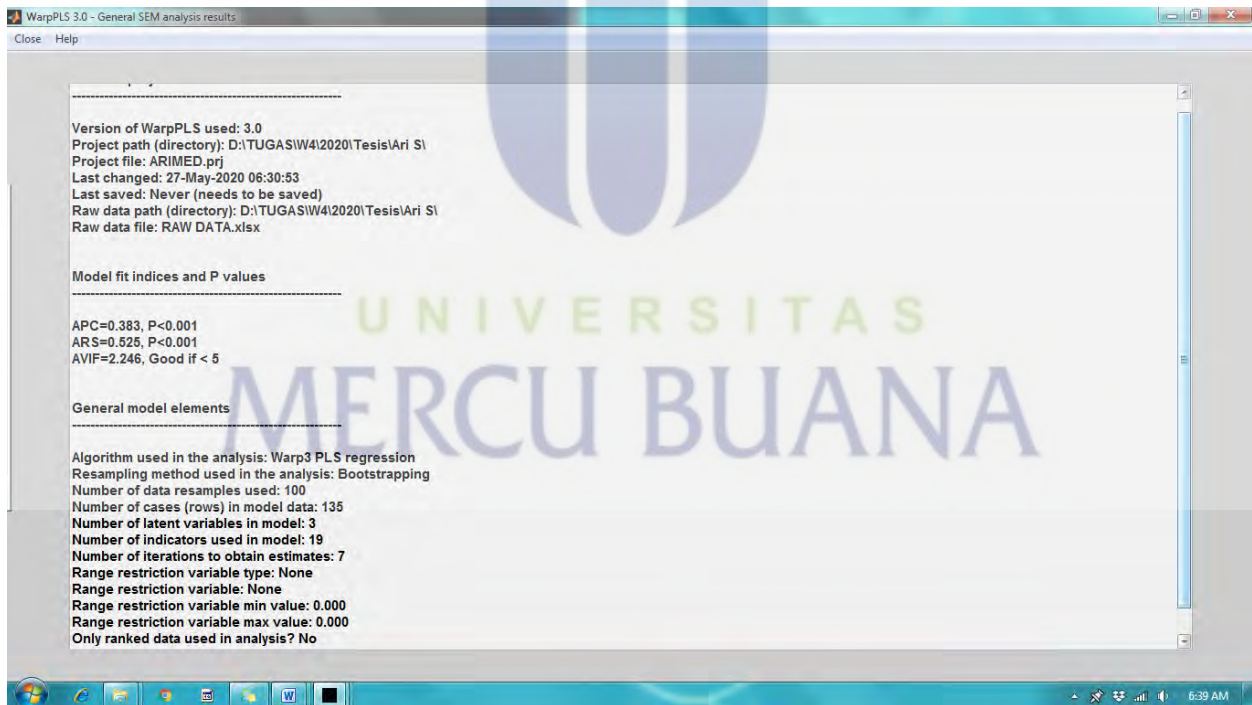 WarpPLS 3.0 - General SEM analysis results
Close Help
-----------------------------------------------------------
Version of WarpPLS used: 3.0
Project path (directory): D:\TUGAS\W4\2020\Tesis\Ari S\
Project file: ARIMED.prj
Last changed: 27-May-2020 06:30:53
Last saved: Never (needs to be saved)
Raw data path (directory): D:\TUGAS\W4\2020\Tesis\Ari S\
Raw data file: RAW DATA.xlsx
Model fit indices and P values
-----------------------------------------------------------
APC=0.383, P<0.001
ARS=0.525, P<0.001
AVIF=2.246, Good if < 5
UNIVERSITAS
MERCU BUANA
General model elements
-----------------------------------------------------------
Algorithm used in the analysis: Warp3 PLS regression
Resampling method used in the analysis: Bootstrapping
Number of data resamples used: 100
Number of cases (rows) in model data: 135
Number of latent variables in model: 3
Number of indicators used in model: 19
Number of iterations to obtain estimates: 7
Range restriction variable type: None
Range restriction variable: None
Range restriction variable min value: 0.000
Range restriction variable max value: 0.000
Only ranked data used in analysis? No
6:39 AM